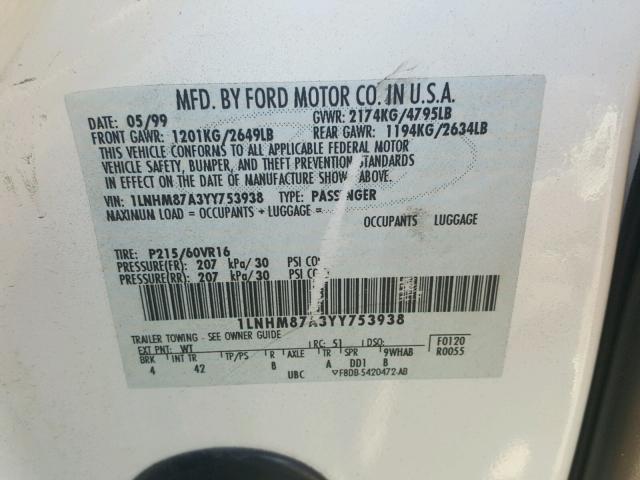 MFD. BY FORD MOTOR CO. IN U.S.A.
DATE: 05/99 GVWR: 2174KG/4795LB
FRONT GAWR: 1201KG/2649LB REAR GAWR: 1194KG/2634LB
THIS VEHICLE CONFORMS TO ALL APPLICABLE FEDERAL MOTOR
VEHICLE SAFETY, BUMPER, AND THEFT PREVENTION STANDARDS
IN EFFECT ON THE DATE OF MANUFACTURE SHOWN ABOVE.
VIN: 1LNHM87A3YY753938 TYPE: PASSENGER
MAXIMUM LOAD = OCCUPANTS + LUGGAGE = OCCUPANTS LUGGAGE
TIRE: P215/60VR16
PRESSURE(FR): 207 kPa/30 PSI
PRESSURE(RR): 207 kPa/30 PSI
1LNHM87A3YY753938
TRAILER TOWING - SEE OWNER GUIDE
EXT PNT: WT RC: 51 DSO: F0120
BRK INT TR TP/PS R AXLE TR SPR 9WHAB R0055
4 42 B A DD1 B
UBC F8DB-5420472-AB